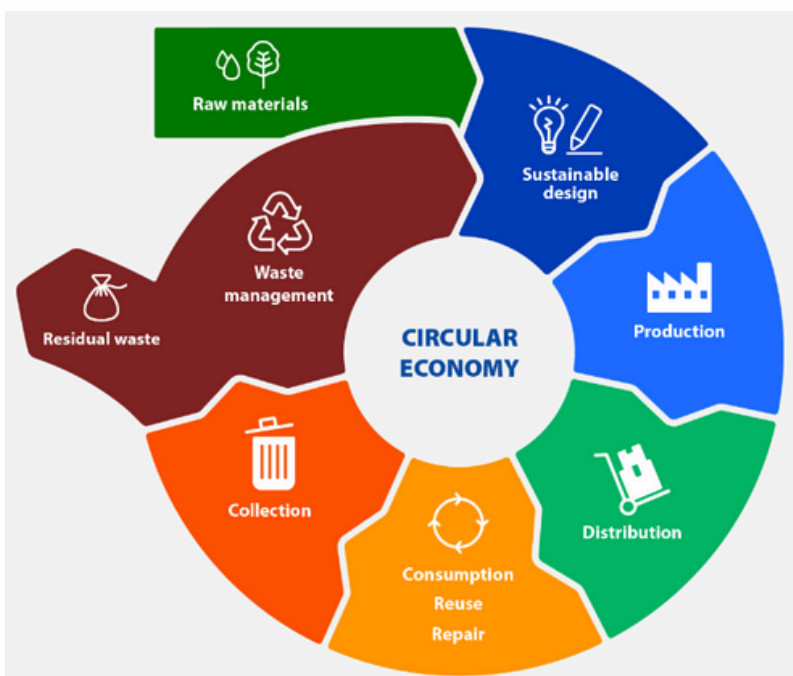 Raw materials
Sustainable
design
Production
Distribution
Consumption
Reuse
Repair
Collection
Waste
management
Residual waste
CIRCULAR
ECONOMY